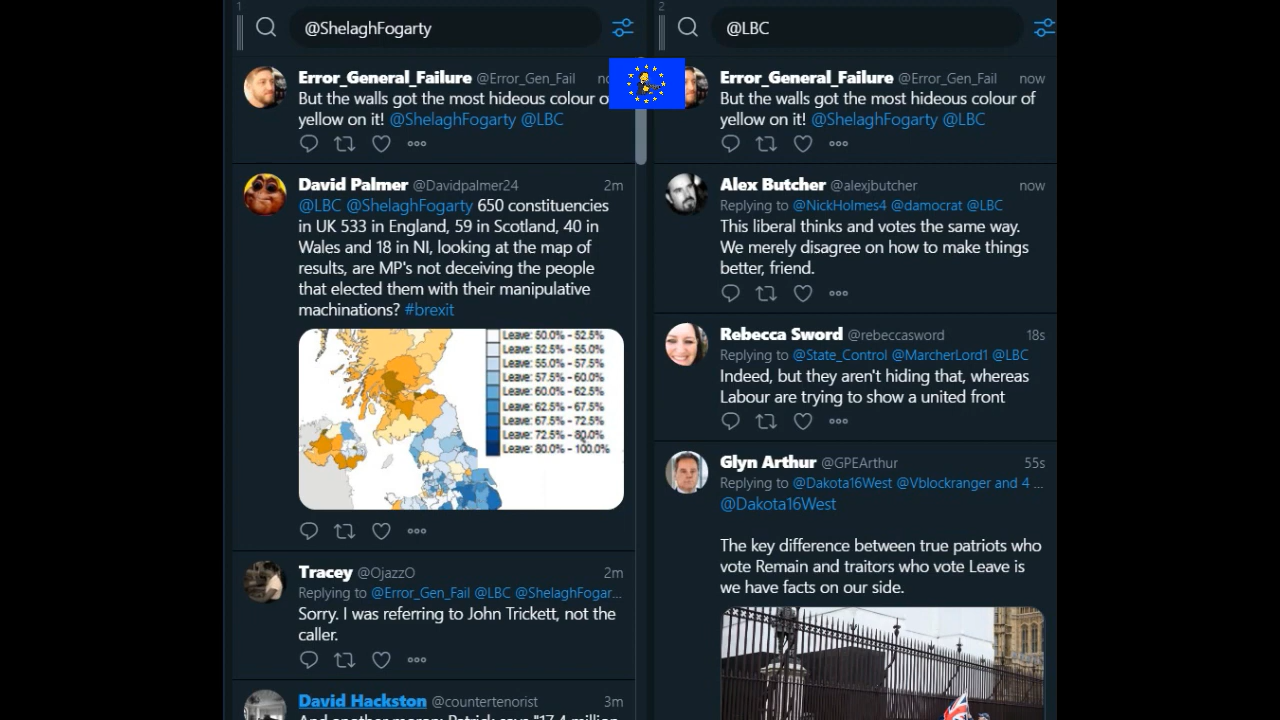 1
@ShelaghFogarty
Error_General_Failure @Error_Gen_Fail
But the walls got the most hideous colour
yellow on it! @ShelaghFogarty @LBC
David Palmer @Davidpalmer24 2m
@LBC @ShelaghFogarty 650 constituencies
in UK 533 in England, 59 in Scotland, 40 in
Wales and 18 in NI, looking at the map of
results, are MP's not deceiving the people
that elected them with their manipulative
machinations? #brexit
Leave: 50.0% - 52.5%
Leave: 52.5% - 55.0%
Leave: 55.0% - 57.5%
Leave: 57.5% - 60.0%
Leave: 60.0% - 62.5%
Leave: 62.5% - 67.5%
Leave: 67.5% - 72.5%
Leave: 72.5% - 80.0%
Leave: 80.0% - 100.0%
Tracey @OjazzO 2m
Replying to @Error_Gen_Fail @LBC @ShelaghFogar...
Sorry. I was referring to John Trickett, not the
caller.
David Hackston @countertenorist 3m
And another moron: Patrick says "17.4 million
2
@LBC
Error_General_Failure @Error_Gen_Fail now
But the walls got the most hideous colour of
yellow on it! @ShelaghFogarty @LBC
Alex Butcher @alexjbutcher now
Replying to @NickHolmes4 @damocrat @LBC
This liberal thinks and votes the same way.
We merely disagree on how to make things
better, friend.
Rebecca Sword @rebeccasword 18s
Replying to @State_Control @MarcherLord1 @LBC
Indeed, but they aren't hiding that, whereas
Labour are trying to show a united front
Glyn Arthur @GPEArthur 55s
Replying to @Dakota16West @Vblockranger and 4 ...
@Dakota16West
The key difference between true patriots who
vote Remain and traitors who vote Leave is
we have facts on our side.